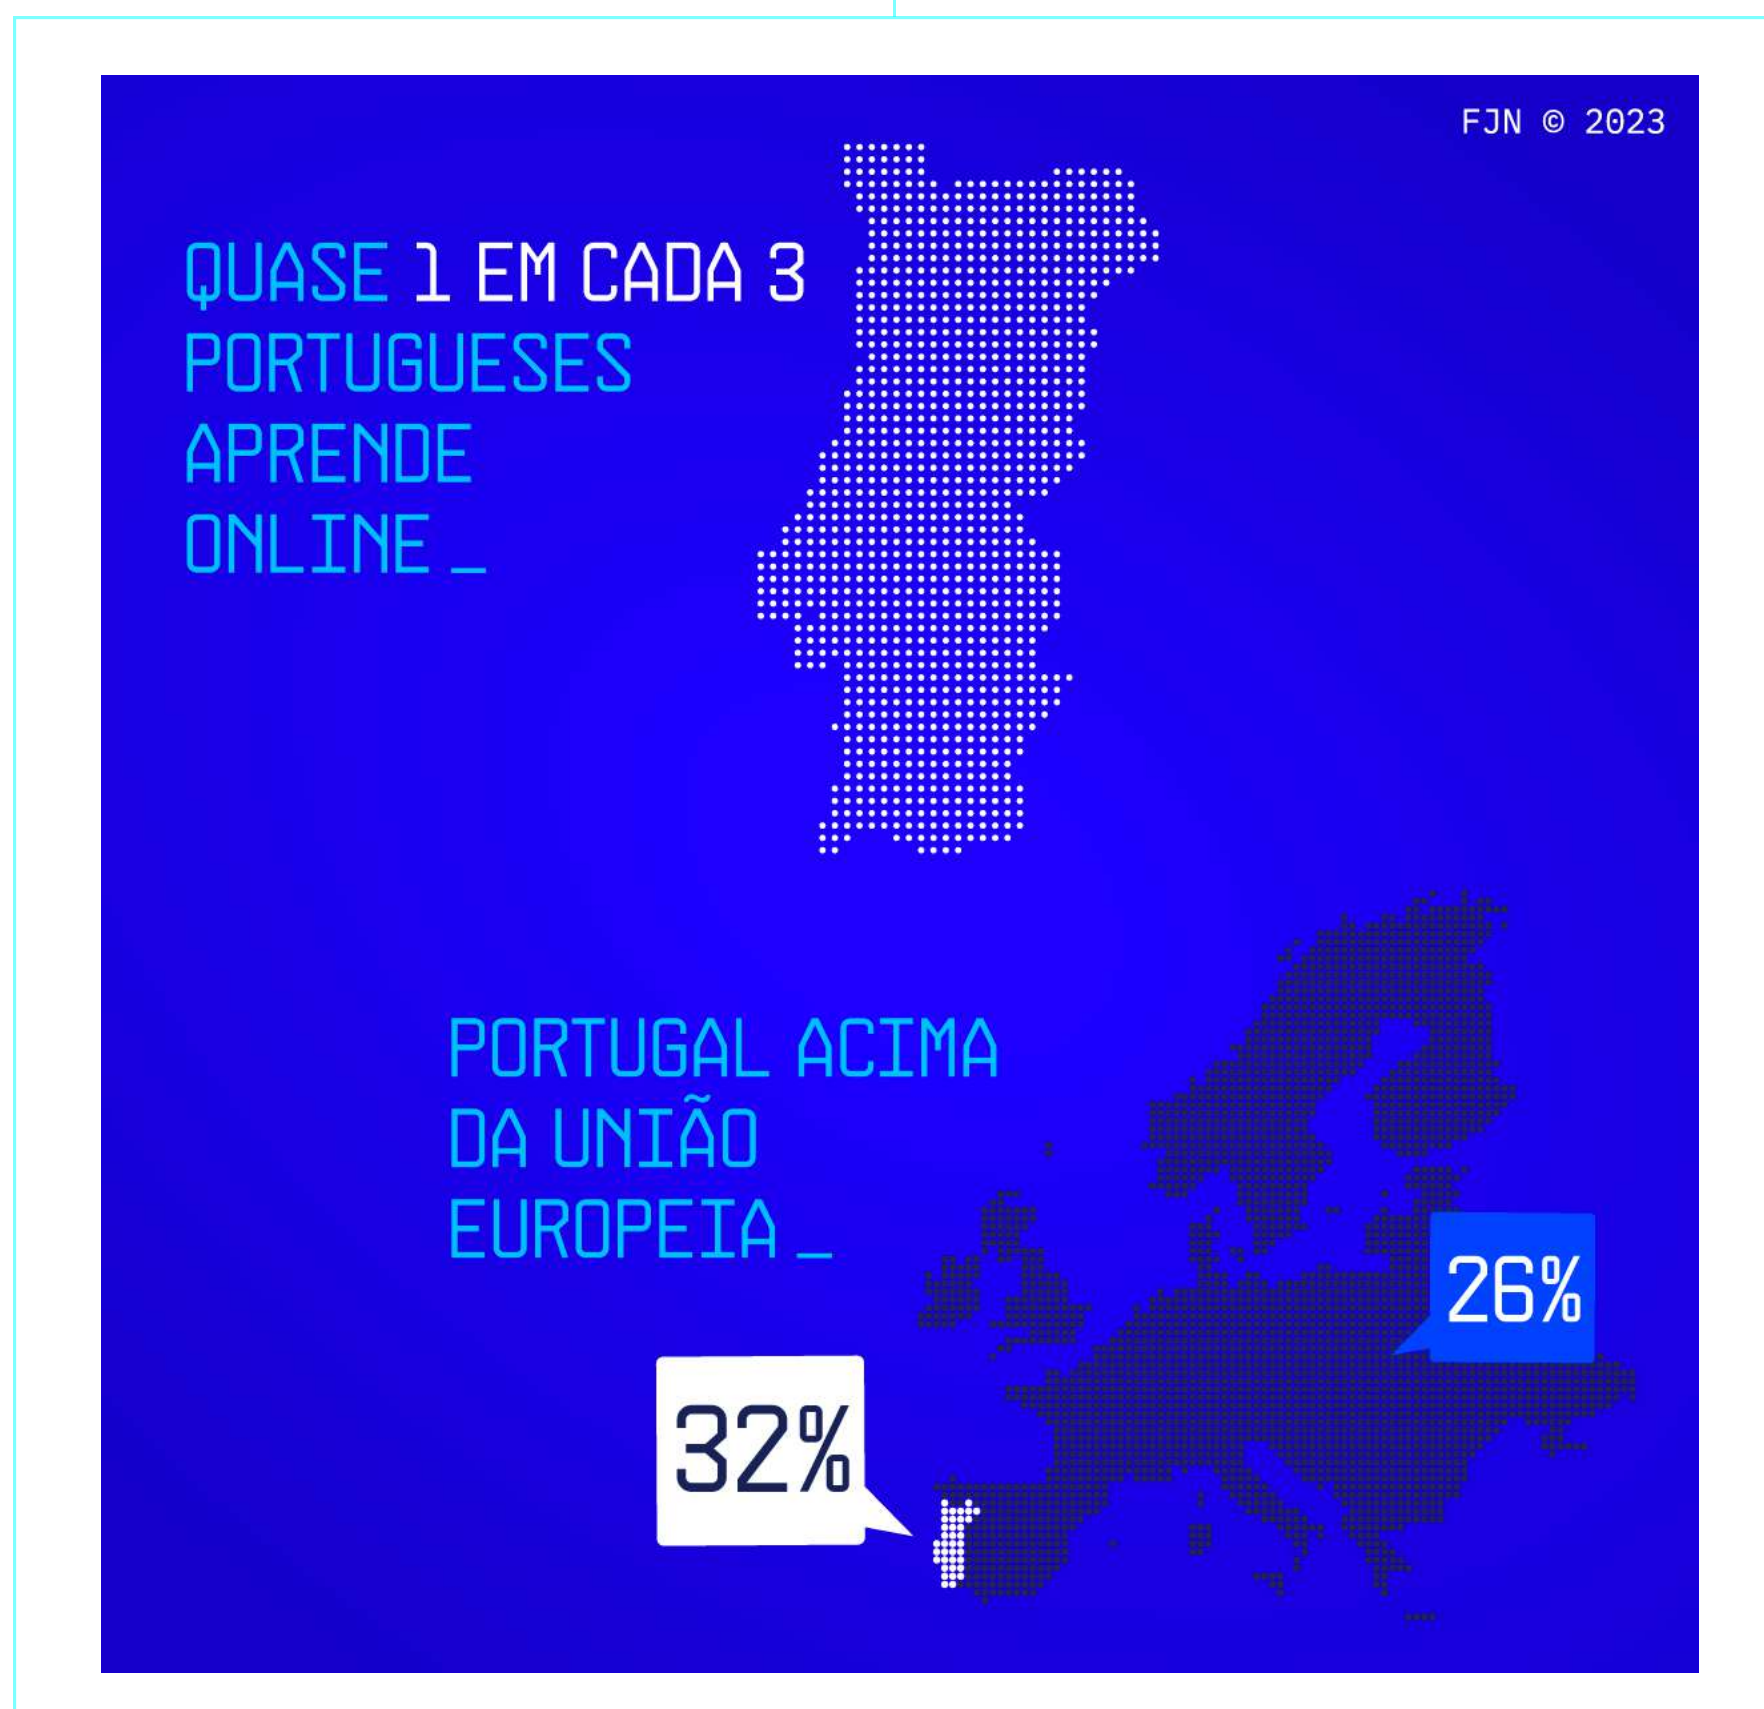 FJN © 2023
QUASE 1 EM CADA 3
PORTUGUESES
APRENDE
ONLINE _
PORTUGAL ACIMA
DA UNIÃO
EUROPEIA _
26%
32%